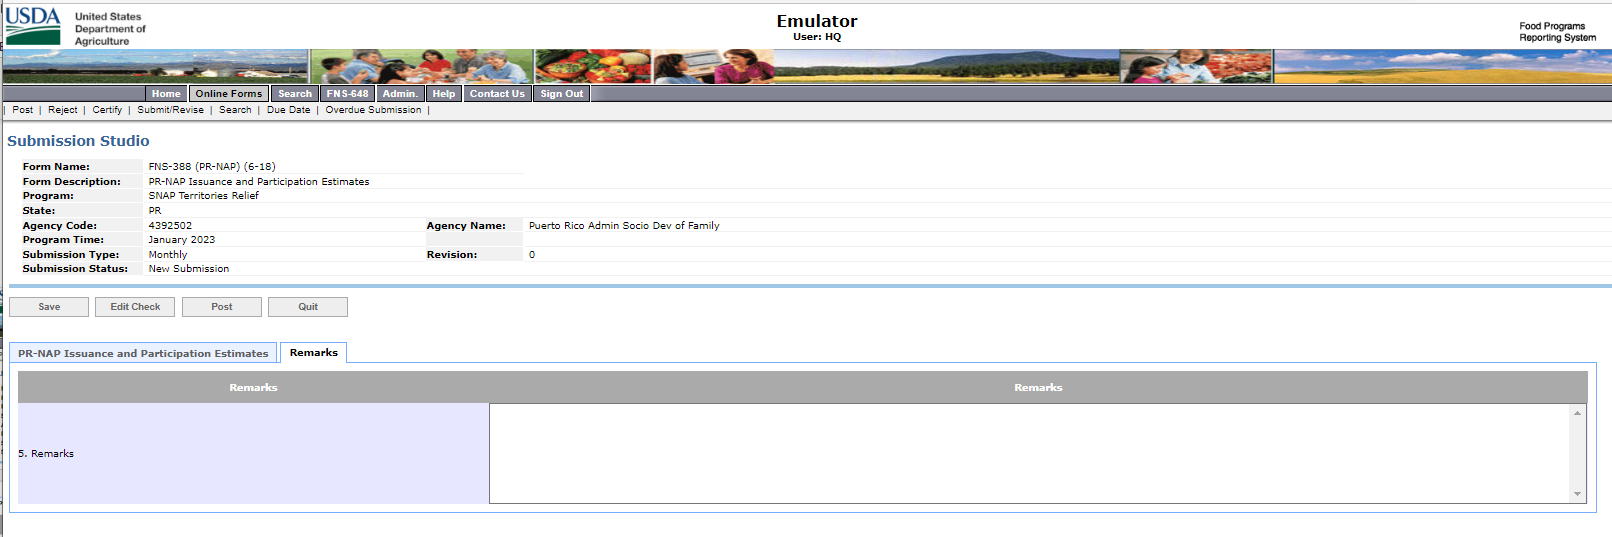 USDA
United States
Department of
Agriculture
Emulator
User: HQ
Food Programs
Reporting System
Home Online Forms Search FNS-648 Admin. Help Contact Us Sign Out
| Post | Reject | Certify | Submit/Revise | Search | Due Date | Overdue Submission |
Submission Studio
Form Name: FNS-388 (PR-NAP) (6-18)
Form Description: PR-NAP Issuance and Participation Estimates
Program: SNAP Territories Relief
State: PR
Agency Code: 4392502 Agency Name: Puerto Rico Admin Socio Dev of Family
Program Time: January 2023
Submission Type: Monthly Revision: 0
Submission Status: New Submission
Save Edit Check Post Quit
PR-NAP Issuance and Participation Estimates Remarks
Remarks Remarks
5. Remarks